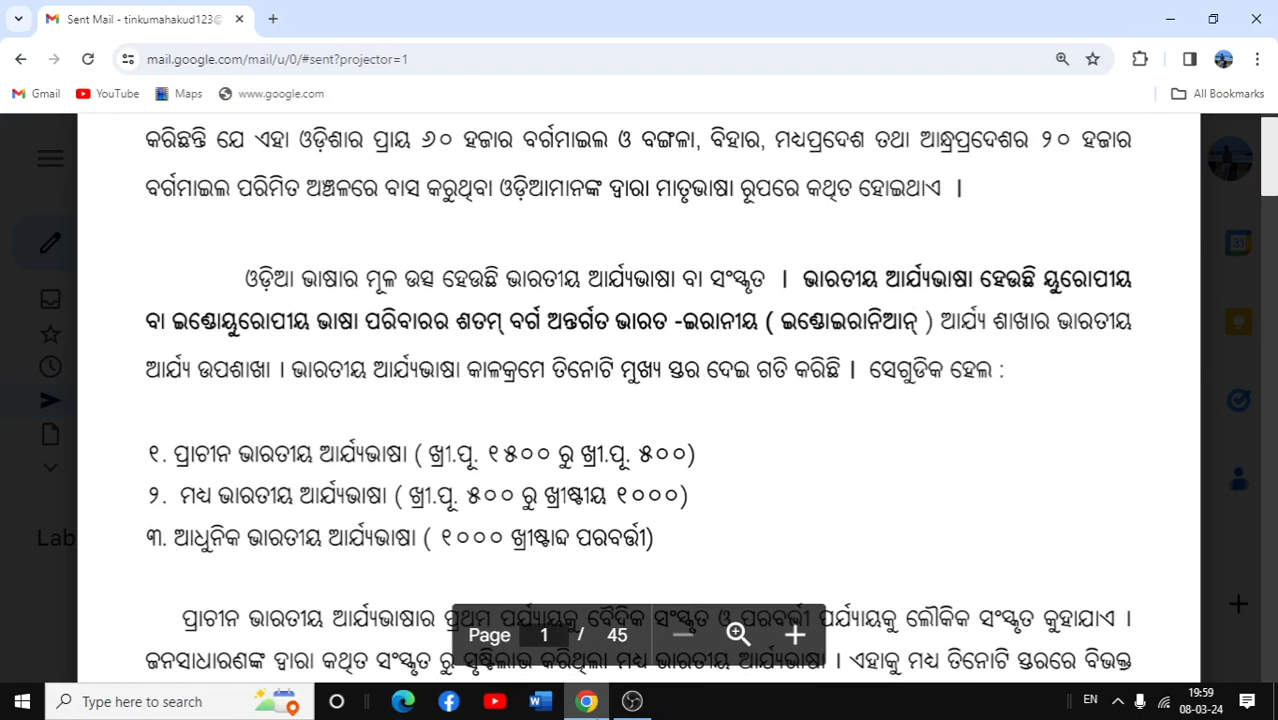 Sent Mail - tinkumahakud123@
mail.google.com/mail/u/0/#sent?projector=1
Gmail YouTube Maps www.google.com All Bookmarks
କରିଛନ୍ତି ଯେ ଏହା ଓଡ଼ିଶାର ପ୍ରାୟ ୬୦ ହଜାର ବର୍ଗମାଇଲ ଓ ବଙ୍ଗଳା, ବିହାର, ମଧ୍ୟପ୍ରଦେଶ ତଥା ଆନ୍ଧ୍ରପ୍ରଦେଶର ୨୦ ହଜାର
ବର୍ଗମାଇଲ ପରିମିତ ଅଞ୍ଚଳରେ ବାସ କରୁଥିବା ଓଡ଼ିଆମାନଙ୍କ ଦ୍ୱାରା ମାତୃଭାଷା ରୂପରେ କଥିତ ହୋଇଥାଏ ।
ଓଡ଼ିଆ ଭାଷାର ମୂଳ ଉତ୍ସ ହେଉଛି ଭାରତୀୟ ଆର୍ଯ୍ୟଭାଷା ବା ସଂସ୍କୃତ । ଭାରତୀୟ ଆର୍ଯ୍ୟଭାଷା ହେଉଛି ୟୁରୋପୀୟ
ବା ଇଣ୍ଡୋୟୁରୋପୀୟ ଭାଷା ପରିବାରର ଶତମ୍ ବର୍ଗ ଅନ୍ତର୍ଗତ ଭାରତ -ଇରାନୀୟ ( ଇଣ୍ଡୋଇରାନିଆନ୍ ) ଆର୍ଯ୍ୟ ଶାଖାର ଭାରତୀୟ
ଆର୍ଯ୍ୟ ଉପଶାଖା । ଭାରତୀୟ ଆର୍ଯ୍ୟଭାଷା କାଳକ୍ରମେ ତିନୋଟି ମୁଖ୍ୟ ସ୍ତର ଦେଇ ଗତି କରିଛି । ସେଗୁଡିକ ହେଲ :
୧. ପ୍ରାଚୀନ ଭାରତୀୟ ଆର୍ଯ୍ୟଭାଷା ( ଖ୍ରୀ.ପୂ. ୧୫୦୦ ରୁ ଖ୍ରୀ.ପୂ. ୫୦୦)
୨. ମଧ୍ୟ ଭାରତୀୟ ଆର୍ଯ୍ୟଭାଷା ( ଖ୍ରୀ.ପୂ. ୫୦୦ ରୁ ଖ୍ରୀଷ୍ଟୀୟ ୧୦୦୦)
୩. ଆଧୁନିକ ଭାରତୀୟ ଆର୍ଯ୍ୟଭାଷା ( ୧୦୦୦ ଖ୍ରୀଷ୍ଟାବ୍ଦ ପରବର୍ତ୍ତୀ)
Lab
ପ୍ରାଚୀନ ଭାରତୀୟ ଆର୍ଯ୍ୟଭାଷାର ପ୍ରଥମ ପର୍ଯ୍ୟାୟକୁ ବୈଦିକ ସଂସ୍କୃତ ଓ ପରବର୍ତ୍ତୀ ପର୍ଯ୍ୟାୟକୁ ଲୌକିକ ସଂସ୍କୃତ କୁହାଯାଏ ।
Page 1 / 45
ଜନସାଧାରଣଙ୍କ ଦ୍ୱାରା କଥିତ ସଂସ୍କୃତ ରୁ ସୃଷ୍ଟିଲାଭ କରିଥିଲା ମଧ୍ୟ ଭାରତୀୟ ଆର୍ଯ୍ୟଭାଷା । ଏହାକୁ ମଧ୍ୟ ତିନୋଟି ସ୍ତରରେ ବିଭକ୍ତ
Type here to search EN 19:59
08-03-24